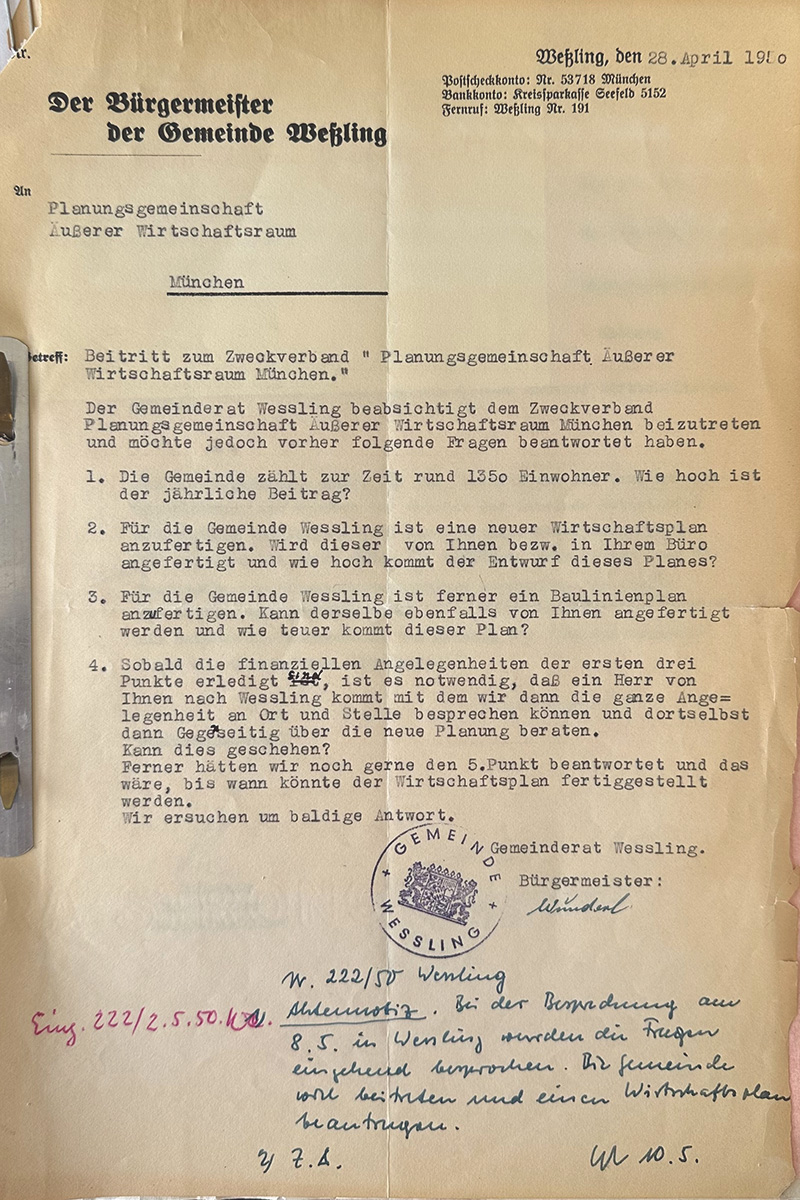 Weßling, den 28.April 1950
Postscheckkonto: Nr. 53718 München
Bankkonto: Kreissparkasse Seefeld 5152
Fernruf: Weßling Nr. 191
Der Bürgermeister
der Gemeinde Weßling
An
Planungsgemeinschaft
Äußerer Wirtschaftsraum
München
etreff: Beitritt zum Zweckverband " Planungsgemeinschaft Äußerer
Wirtschaftsraum München."
Der Gemeinderat Wessling beabsichtigt dem Zweckverband
Planungsgemeinschaft Äußerer Wirtschaftsraum München beizutreten
und möchte jedoch vorher folgende Fragen beantwortet haben.
1. Die Gemeinde zählt zur Zeit rund 135o Einwohner. Wie hoch ist
der jährliche Beitrag?
2. Für die Gemeinde Wessling ist eine neuer Wirtschaftsplan
anzufertigen. Wird dieser von Ihnen bezw. in Ihrem Büro
angefertigt und wie hoch kommt der Entwurf dieses Planes?
3. Für die Gemeinde Wessling ist ferner ein Baulinienplan
anzufertigen. Kann derselbe ebenfalls von Ihnen angefertigt
werden und wie teuer kommt dieser Plan?
4. Sobald die finanziellen Angelegenheiten der ersten drei
Punkte erledigt sind, ist es notwendig, daß ein Herr von
Ihnen nach Wessling kommt mit dem wir dann die ganze Ange=
legenheit an Ort und Stelle besprechen können und dortselbst
dann Gegenseitig über die neue Planung beraten.
Kann dies geschehen?
Ferner hätten wir noch gerne den 5.Punkt beantwortet und das
wäre, bis wann könnte der Wirtschaftsplan fertiggestellt
werden.
Wir ersuchen um baldige Antwort.
Gemeinderat Wessling.
Bürgermeister:
GEMEINDE
WESSLING
N. 222/50 Wessling
Eing. 222/2.5.50.
Aktennotiz. Bei der Besprechung am
8.5. in Wessling wurden die Fragen
eingehend besprochen. Die Gemeinde
will beitreten und einen Wirtschaftsplan
beantragen.
Z.A.
10.5.